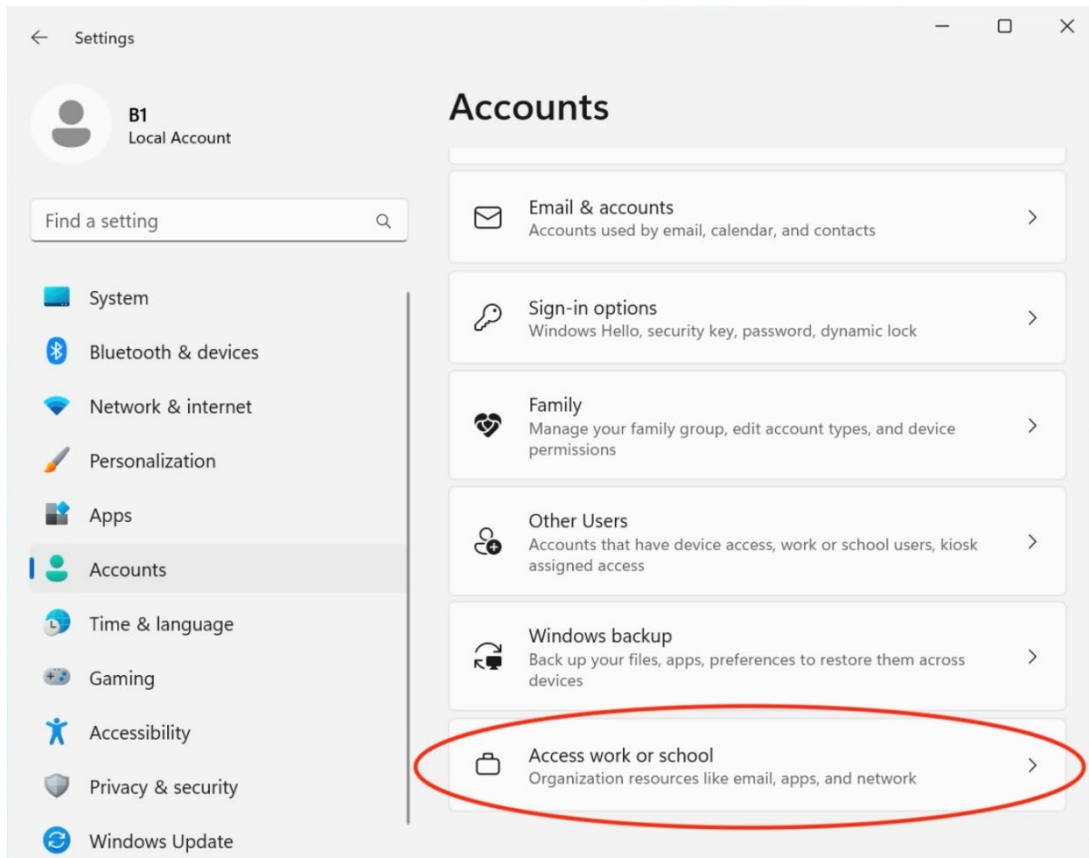 Settings
B1
Local Account
Find a setting
System
Bluetooth & devices
Network & internet
Personalization
Apps
Accounts
Time & language
Gaming
Accessibility
Privacy & security
Windows Update
Accounts
Email & accounts
Accounts used by email, calendar, and contacts
Sign-in options
Windows Hello, security key, password, dynamic lock
Family
Manage your family group, edit account types, and device
permissions
Other Users
Accounts that have device access, work or school users, kiosk
assigned access
Windows backup
Back up your files, apps, preferences to restore them across
devices
Access work or school
Organization resources like email, apps, and network